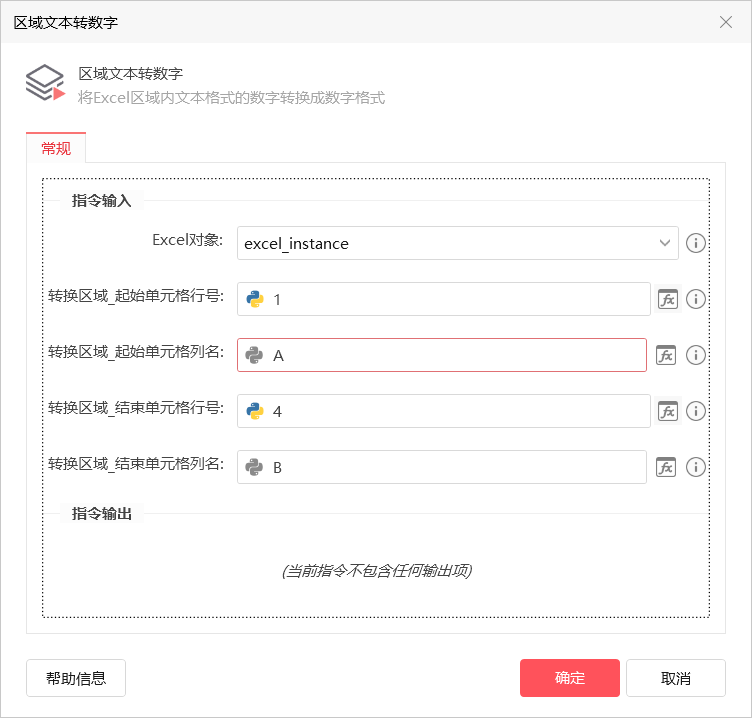 区域文本转数字
区域文本转数字
将Excel区域内文本格式的数字转换成数字格式
常规
指令输入
Excel对象: excel_instance
转换区域_起始单元格行号: 1 fx
转换区域_起始单元格列名: A fx
转换区域_结束单元格行号: 4 fx
转换区域_结束单元格列名: B fx
指令输出
(当前指令不包含任何输出项)
帮助信息 确定 取消